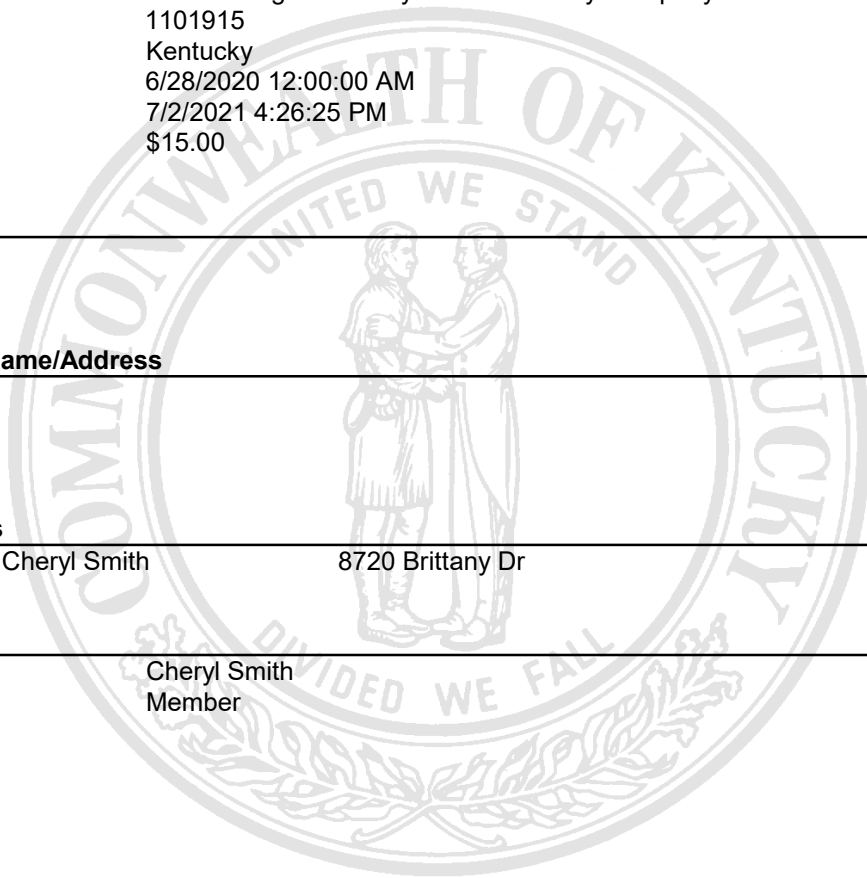 1101915
Kentucky
6/28/2020 12:00:00 AM
7/2/2021 4:26:25 PM
$15.00
ame/Address
s
Cheryl Smith 8720 Brittany Dr
Cheryl Smith
Member
COMMONWEALTH OF KENTUCKY
UNITED WE STAND
DIVIDED WE FALL